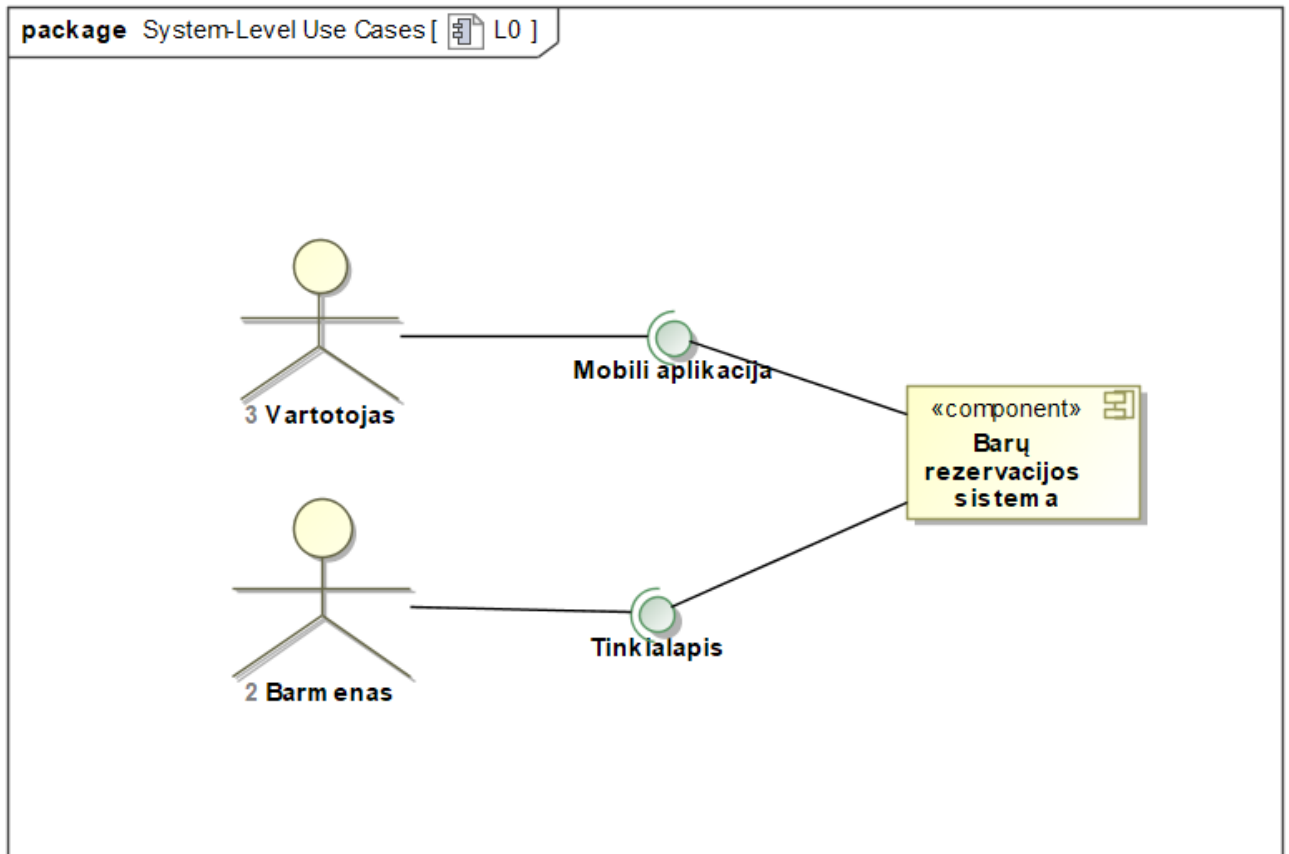 package System-Level Use Cases [ L0 ]
Mobili aplikacija
«component»
Barų
rezervacijos
sistema
3 Vartotojas
Tinklalapis
2 Barmenas